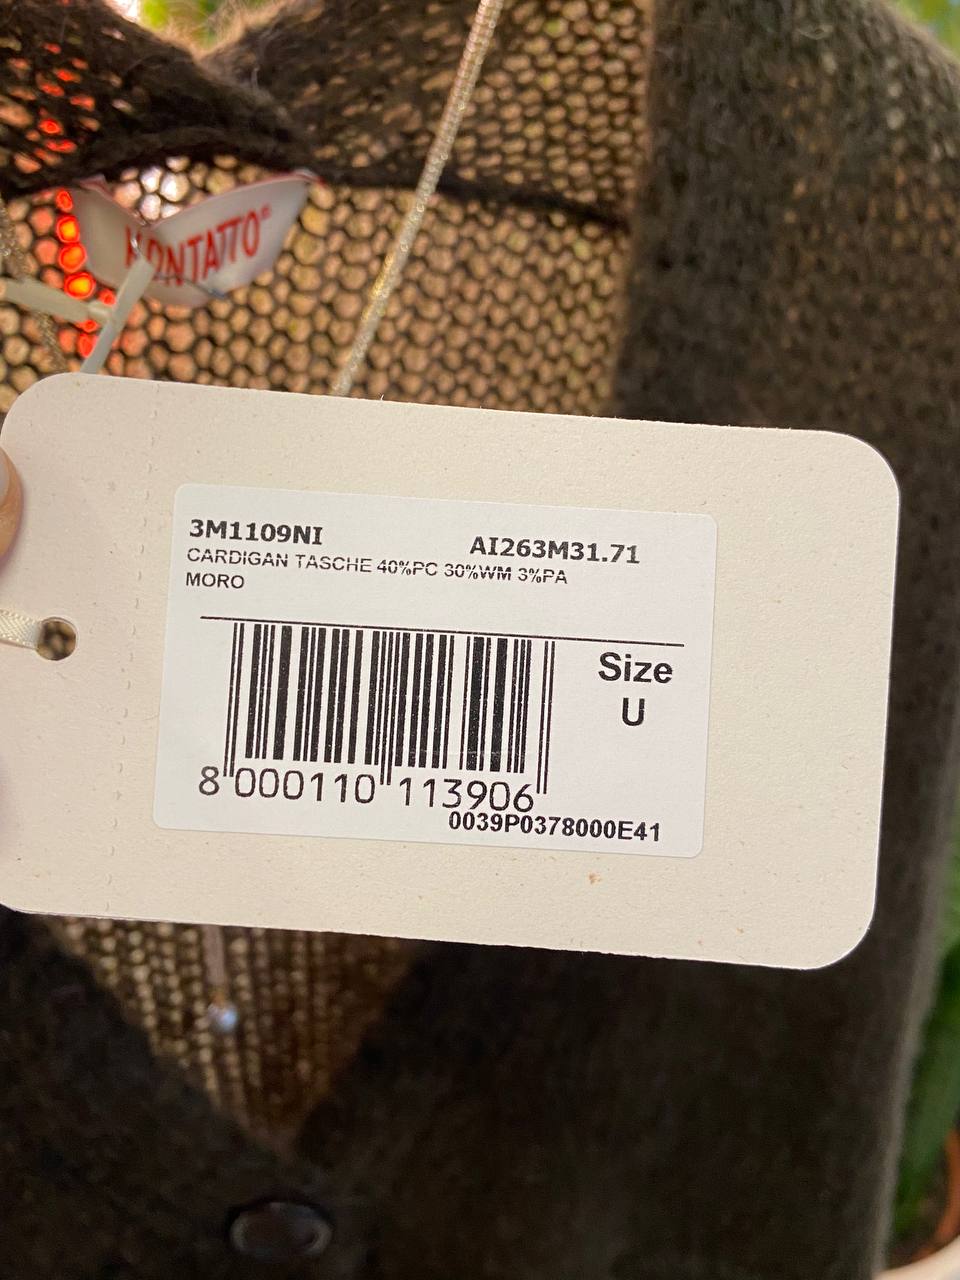 KONTATTO®
3M1109NI AI263M31.71
CARDIGAN TASCHE 40%PC 30%WM 3%PA
MORO
Size
U
8 000110 113906
0039P0378000E41